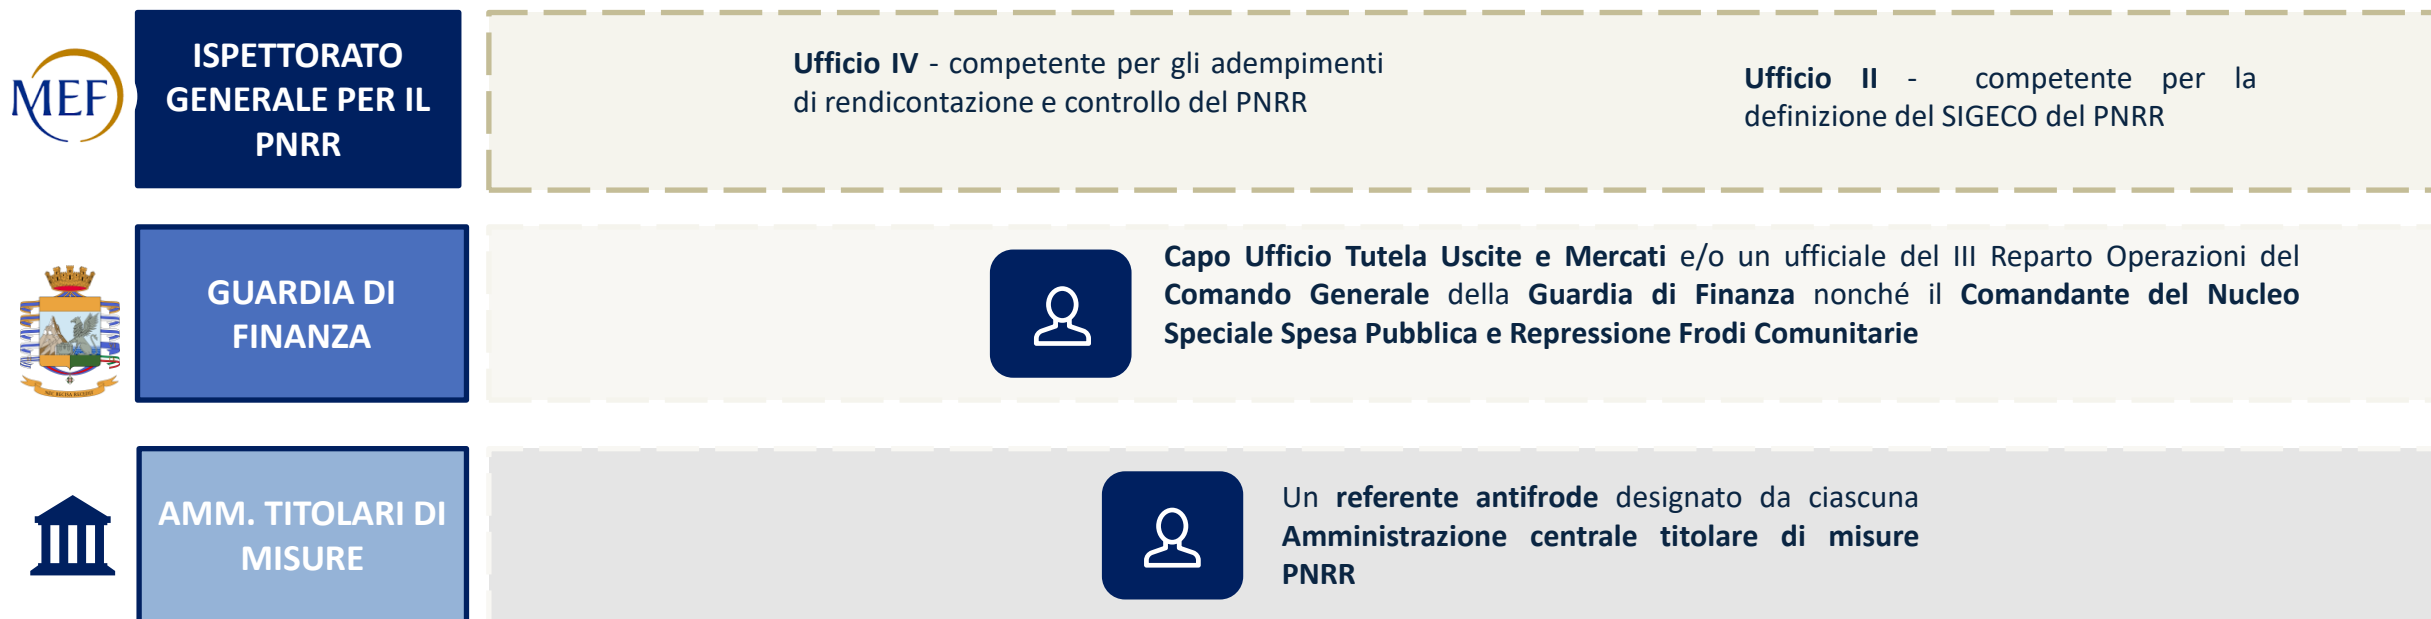 MEF
ISPETTORATO
GENERALE PER IL
PNRR
Ufficio IV - competente per gli adempimenti
di rendicontazione e controllo del PNRR
Ufficio II - competente per la
definizione del SIGECO del PNRR
GUARDIA DI
FINANZA
Capo Ufficio Tutela Uscite e Mercati e/o un ufficiale del III Reparto Operazioni del
Comando Generale della Guardia di Finanza nonché il Comandante del Nucleo
Speciale Spesa Pubblica e Repressione Frodi Comunitarie
AMM. TITOLARI DI
MISURE
Un referente antifrode designato da ciascuna
Amministrazione centrale titolare di misure
PNRR